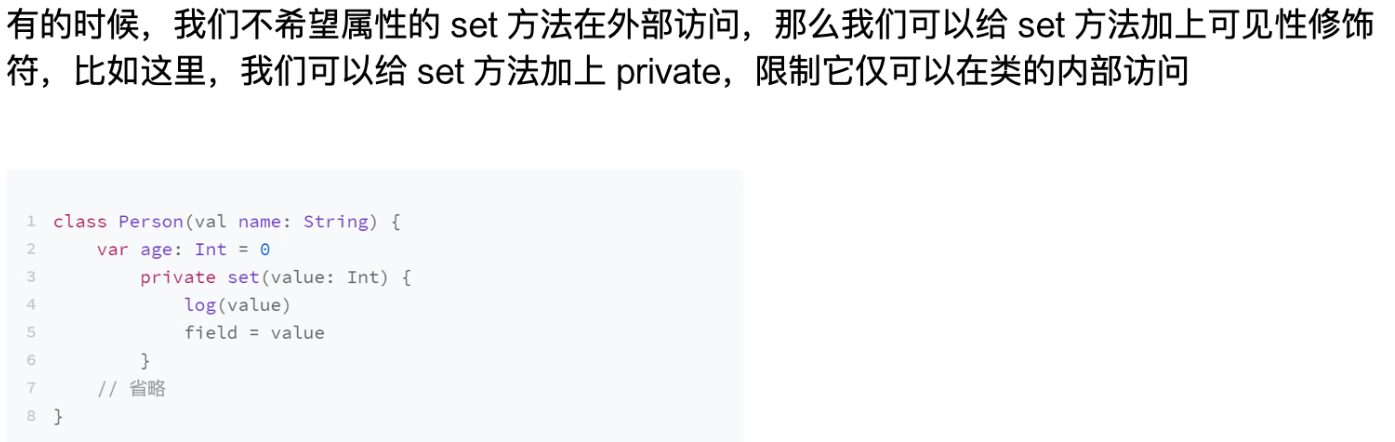 有的时候，我们不希望属性的 set 方法在外部访问，那么我们可以给 set 方法加上可见性修饰
符，比如这里，我们可以给 set 方法加上 private，限制它仅可以在类的内部访问
1 class Person(val name: String) {
2     var age: Int = 0
3         private set(value: Int) {
4             log(value)
5             field = value
6         }
7     // 省略
8 }